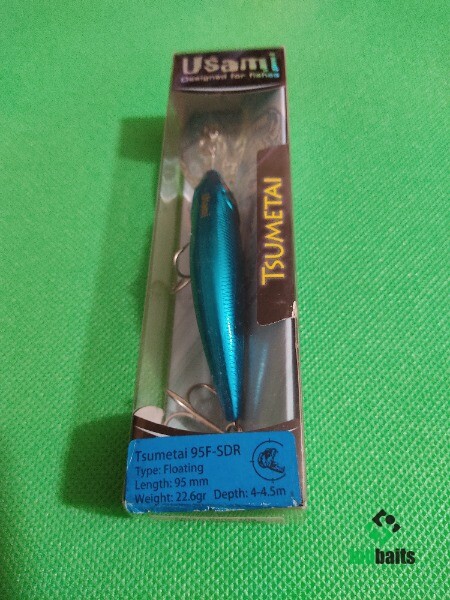 Usami
Designed for fishes
TSUMETAI
Tsumetai 95F-SDR
Type: Floating
Length: 95 mm
Weight: 22.6gr Depth: 4-4.5m
baits